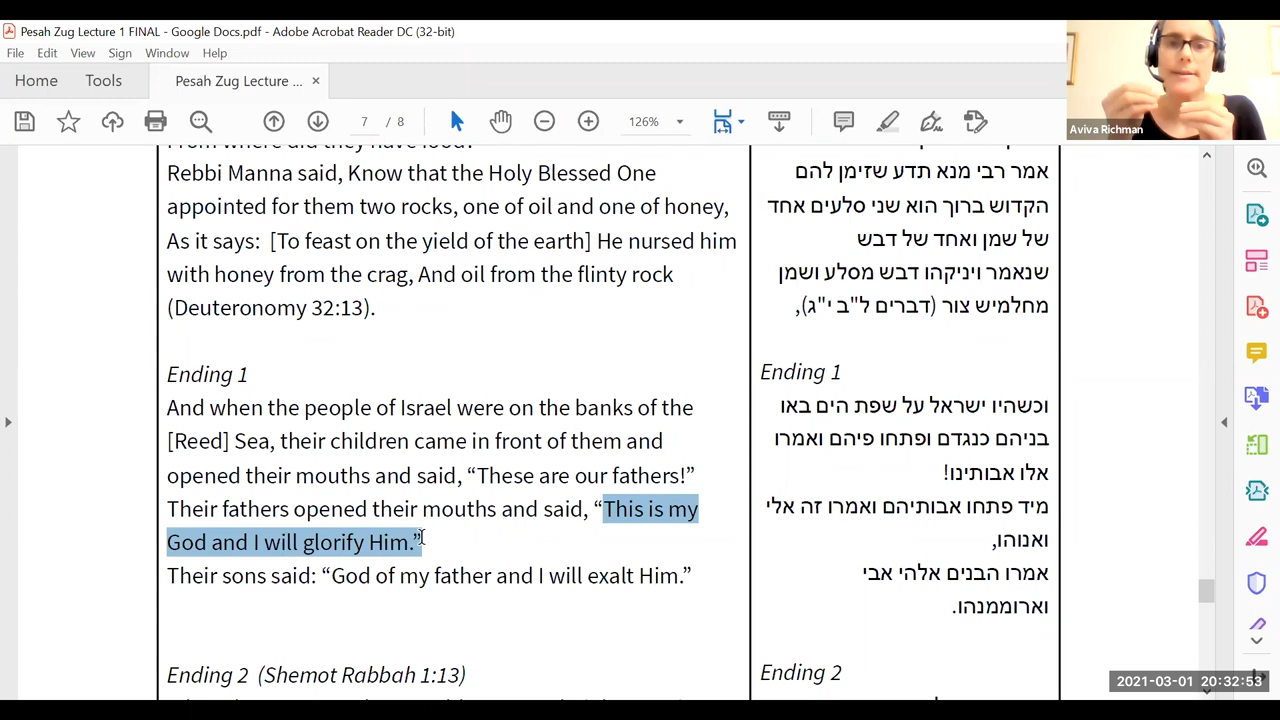 Pesah Zug Lecture 1 FINAL - Google Docs.pdf - Adobe Acrobat Reader DC (32-bit)
File Edit View Sign Window Help
Home Tools Pesah Zug Lecture ... ×
7 / 8 126%
Aviva Richman
From where did they have food?
Rebbi Manna said, Know that the Holy Blessed One
appointed for them two rocks, one of oil and one of honey,
As it says: [To feast on the yield of the earth] He nursed him
with honey from the crag, And oil from the flinty rock
(Deuteronomy 32:13).
Ending 1
And when the people of Israel were on the banks of the
[Reed] Sea, their children came in front of them and
opened their mouths and said, “These are our fathers!”
Their fathers opened their mouths and said, “This is my
God and I will glorify Him.”
Their sons said: “God of my father and I will exalt Him.”
Ending 2 (Shemot Rabbah 1:13)
אמר רבי מנא תדע שזימן להם
הקדוש ברוך הוא שני סלעים אחד
של שמן ואחד של דבש
שנאמר ויניקהו דבש מסלע ושמן
מחלמיש צור (דברים ל"ב י"ג),
Ending 1
וכשהיו ישראל על שפת הים באו
בניהם כנגדם ופתחו פיהם ואמרו
אלו אבותינו!
מיד פתחו אבותיהם ואמרו זה אלי
ואנוהו,
אמרו הבנים אלהי אבי
וארוממנהו.
Ending 2
2021-03-01 20:32:53